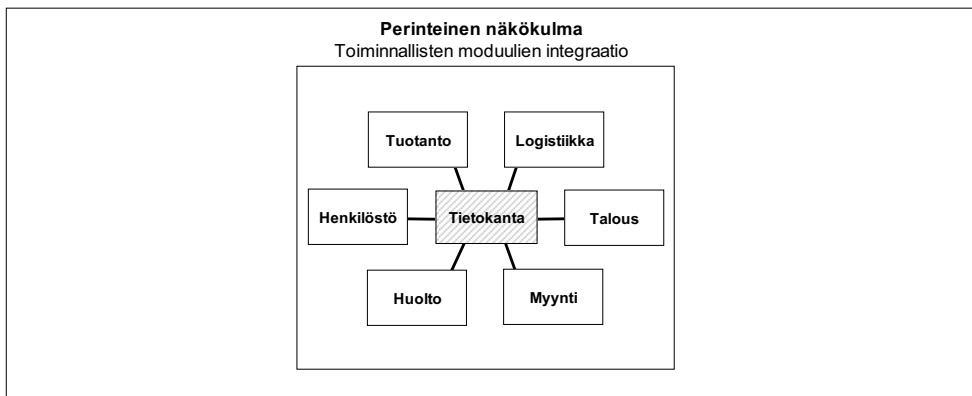 Perinteinen näkökulma
Toiminnallisten moduulien integraatio
Tuotanto
Logistiikka
Henkilöstö
Tietokanta
Talous
Huolto
Myynti